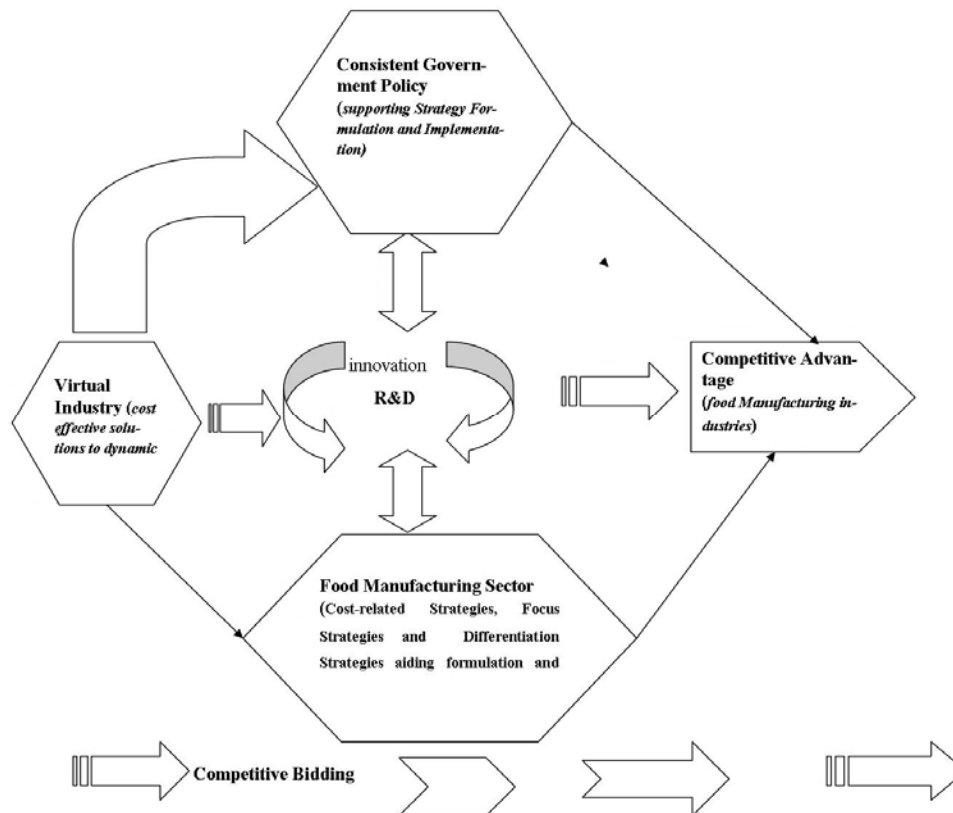 Consistent Govern-
ment Policy
(supporting Strategy For-
mulation and Implementa-
tion)
innovation
R&D
Virtual
Industry (cost
effective solu-
tions to dynamic
Competitive Advan-
tage
(food Manufacturing in-
dustries)
Food Manufacturing Sector
(Cost-related Strategies, Focus
Strategies and Differentiation
Strategies aiding formulation and
Competitive Bidding